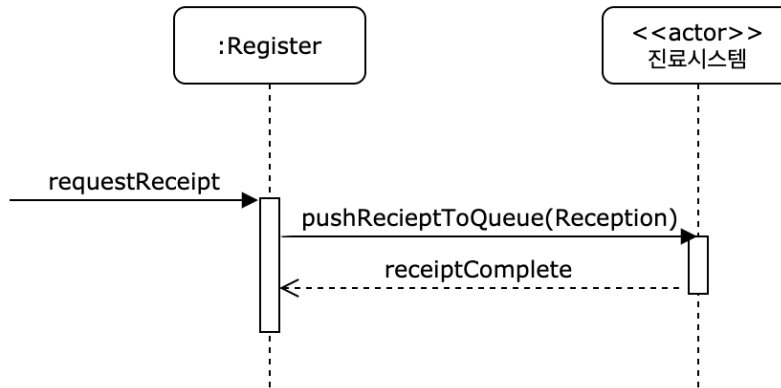 :Register
<<actor>>
진료시스템
requestReceipt
pushRecieptToQueue(Reception)
receiptComplete